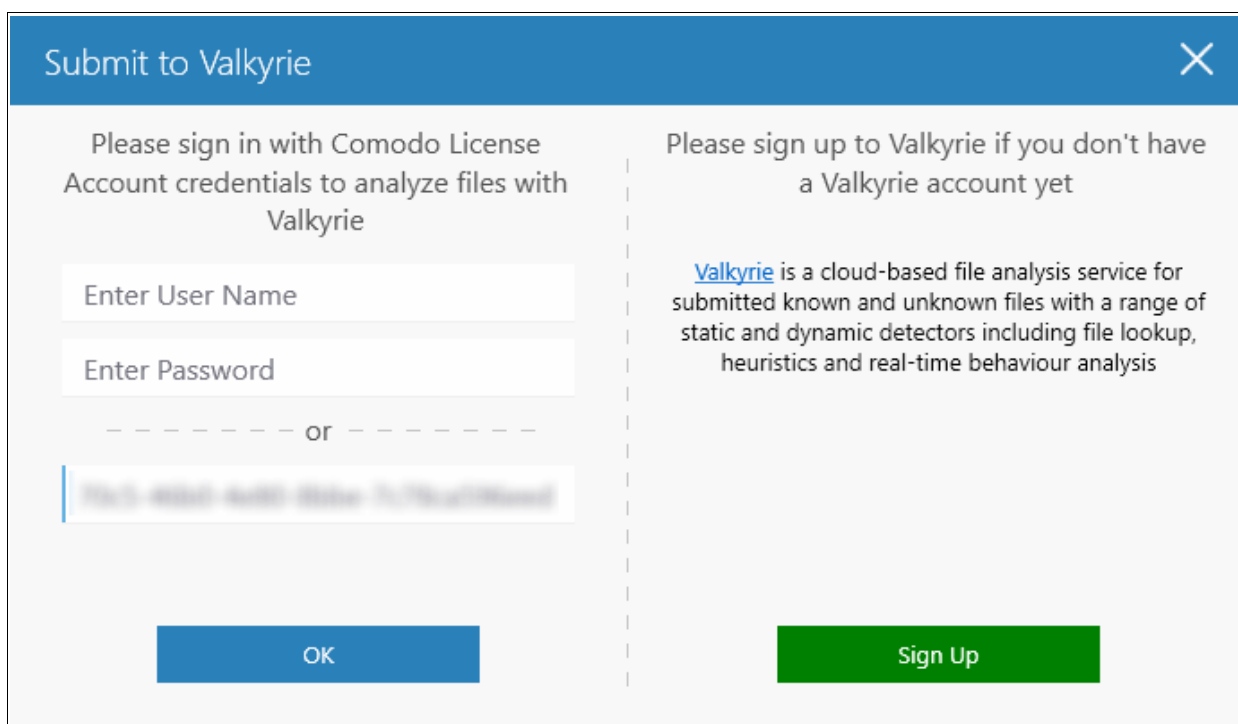 Submit to Valkyrie
Please sign in with Comodo License
Account credentials to analyze files with
Valkyrie
Enter User Name
Enter Password
or
OK
Please sign up to Valkyrie if you don't have
a Valkyrie account yet
Valkyrie is a cloud-based file analysis service for
submitted known and unknown files with a range of
static and dynamic detectors including file lookup,
heuristics and real-time behaviour analysis
Sign Up